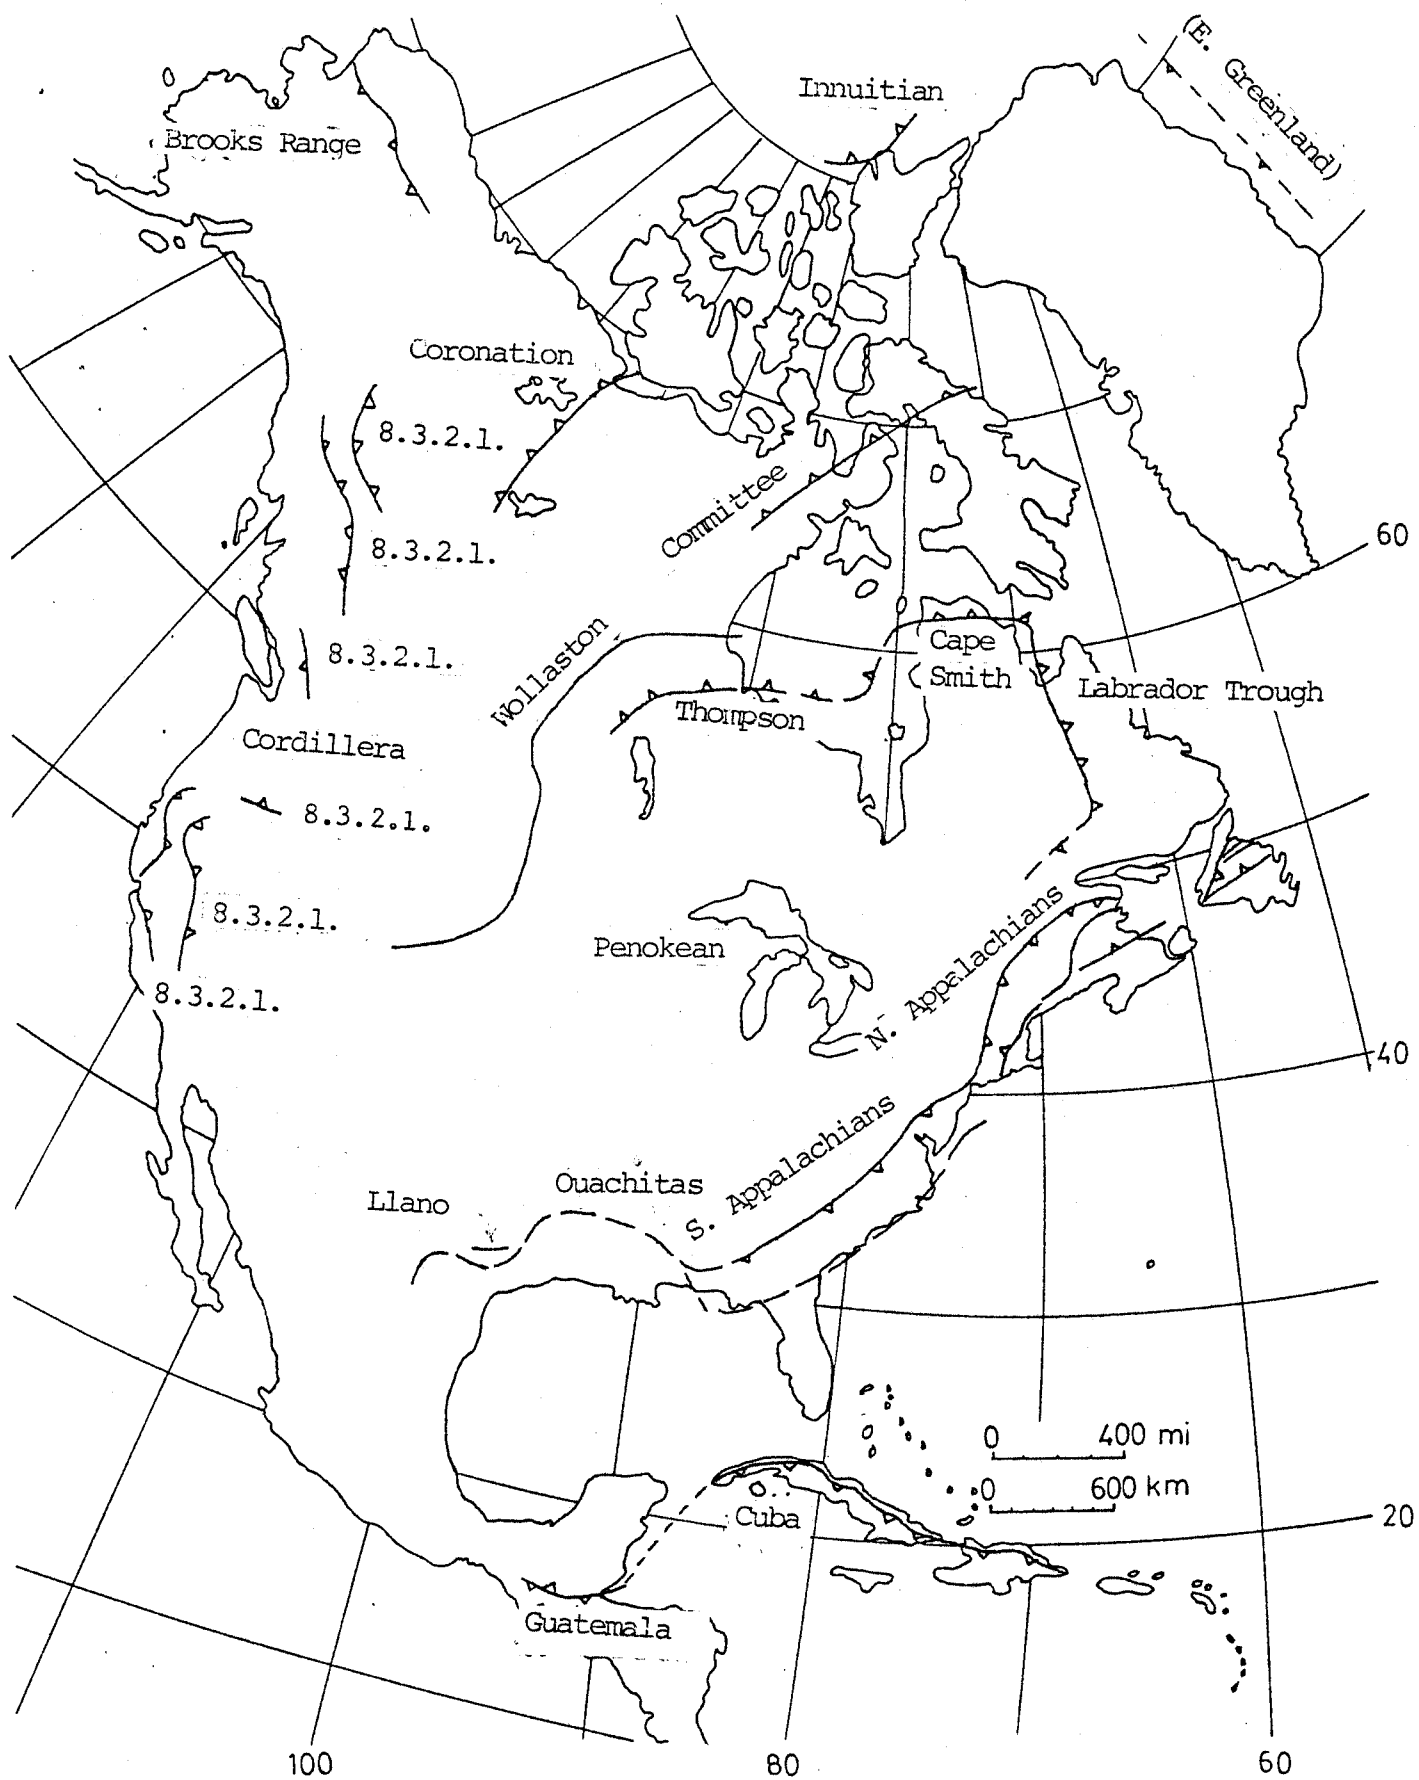 Innuitian
(E. Greenland)
Brooks Range
Coronation
8.3.2.1.
Committee
8.3.2.1.
60
Wollaston
8.3.2.1.
Cape
Smith
Labrador Trough
Thompson
Cordillera
8.3.2.1.
8.3.2.1.
Penokean
N. Appalachians
8.3.2.1.
40
S. Appalachians
Ouachitas
Llano
0 400 mi
0 600 km
Cuba
20
Guatemala
100
80
60